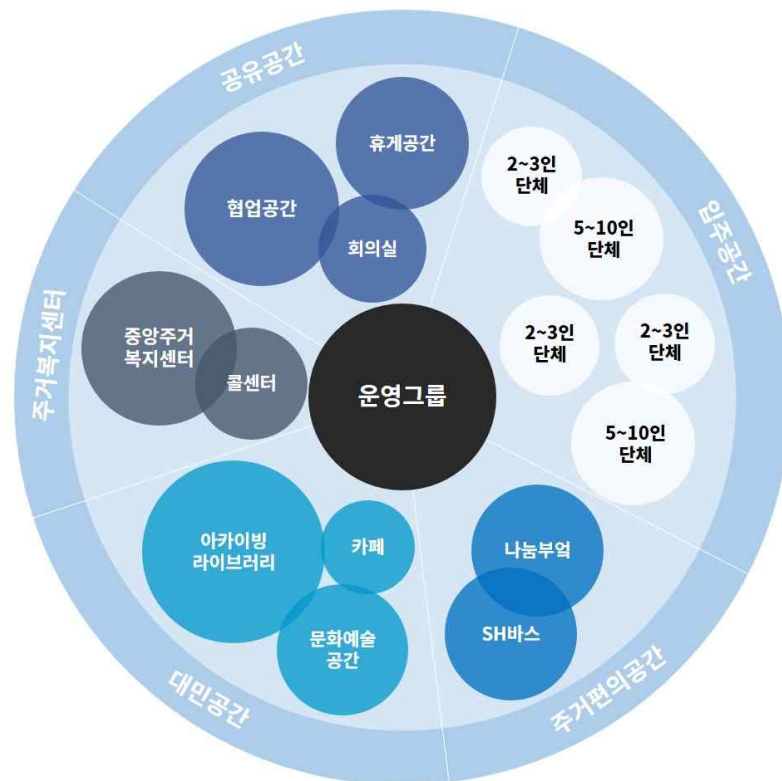 공유공간
휴게공간
협업공간
회의실
입주공간
2~3인
단체
5~10인
단체
2~3인
단체
2~3인
단체
5~10인
단체
주거복지센터
중앙주거
복지센터
콜센터
운영그룹
대민공간
아카이빙
라이브러리
카페
문화예술
공간
주거편의공간
나눔부엌
SH바스